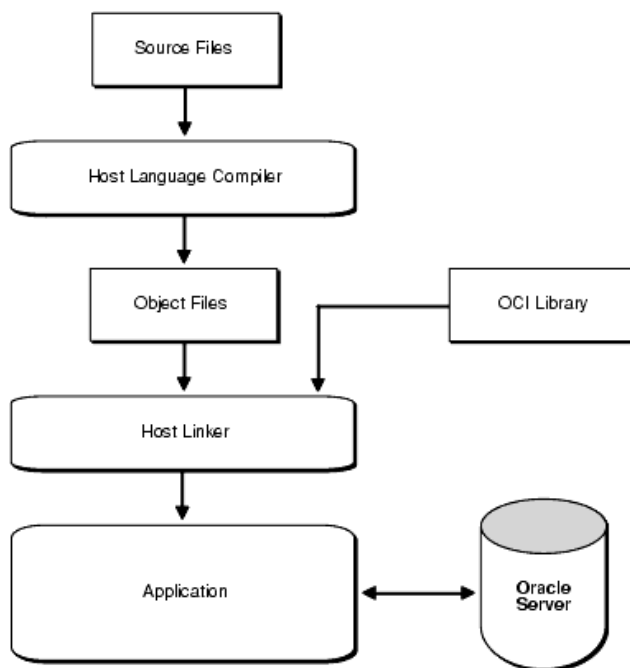 Source Files
Host Language Compiler
Object Files
OCI Library
Host Linker
Application
Oracle
Server